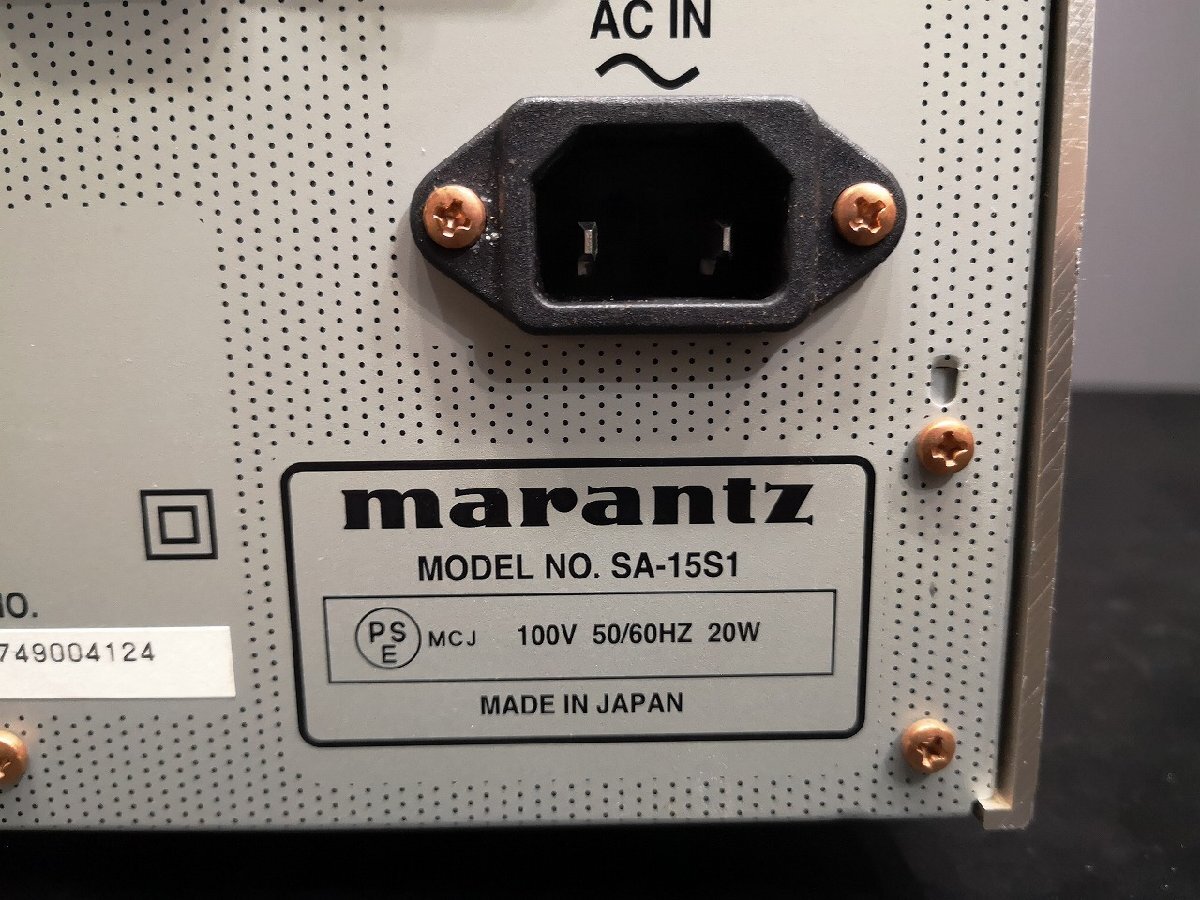 AC IN
marantz
MODEL NO. SA-15S1
PS
E
MCJ 100V 50/60HZ 20W
MADE IN JAPAN
NO.
749004124